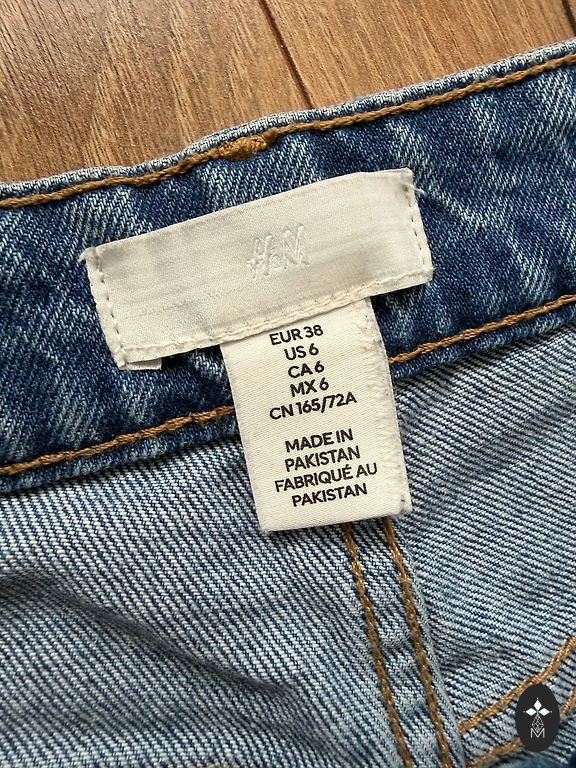 H&M
EUR 38
US 6
CA 6
MX 6
CN 165/72A
MADE IN
PAKISTAN
FABRIQUÉ AU
PAKISTAN
M